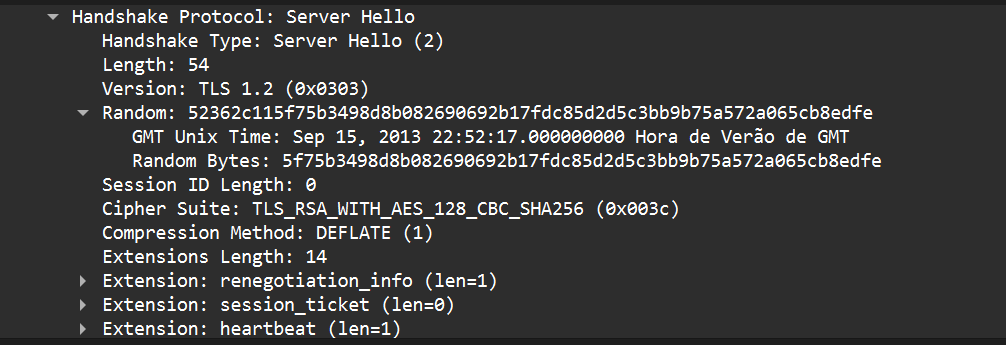 Handshake Protocol: Server Hello
Handshake Type: Server Hello (2)
Length: 54
Version: TLS 1.2 (0x0303)
Random: 52362c115f75b3498d8b082690692b17fdc85d2d5c3bb9b75a572a065cb8edfe
GMT Unix Time: Sep 15, 2013 22:52:17.000000000 Hora de Verão de GMT
Random Bytes: 5f75b3498d8b082690692b17fdc85d2d5c3bb9b75a572a065cb8edfe
Session ID Length: 0
Cipher Suite: TLS_RSA_WITH_AES_128_CBC_SHA256 (0x003c)
Compression Method: DEFLATE (1)
Extensions Length: 14
Extension: renegotiation_info (len=1)
Extension: session_ticket (len=0)
Extension: heartbeat (len=1)